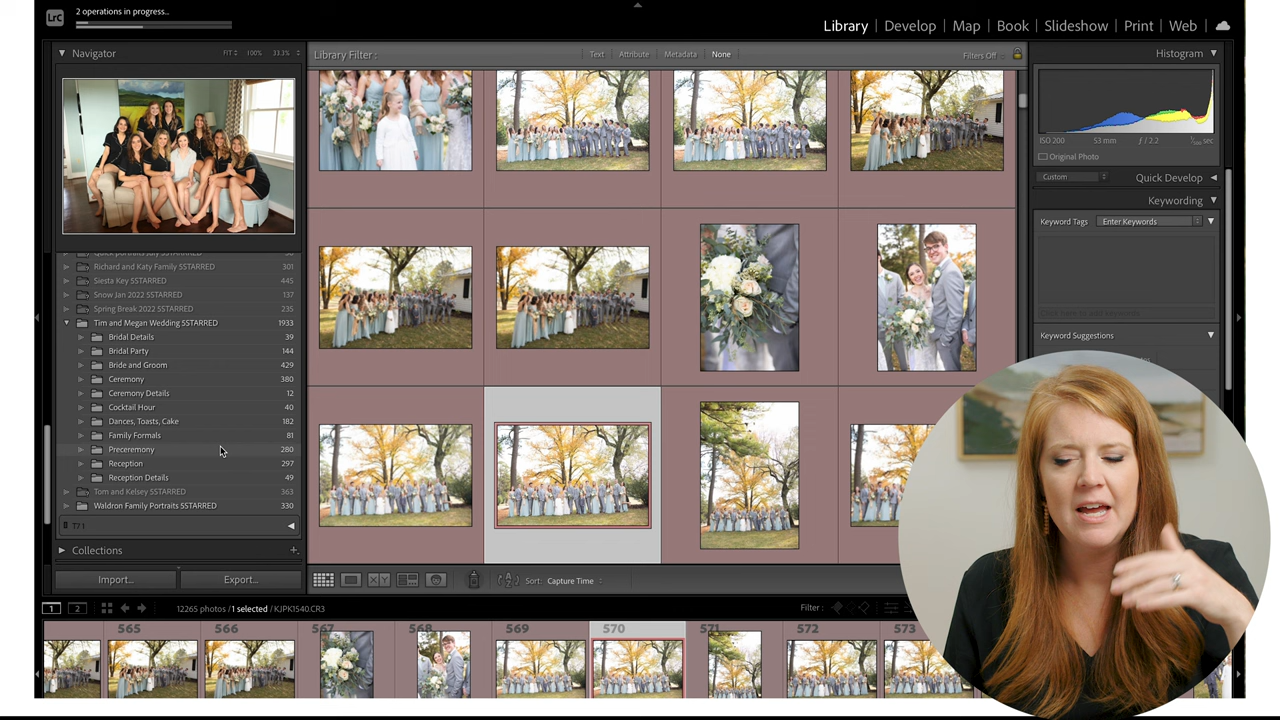 LrC
2 operations in progress...
Library | Develop | Map | Book | Slideshow | Print | Web
Navigator FIT 100% 33.3%
Library Filter : Text Attribute Metadata None Filters Off
Histogram
ISO 200 53 mm ƒ / 2.2 sec
Original Photo
Custom Quick Develop
Keywording
Keyword Tags Enter Keywords
Keyword Suggestions
Richard and Katy Family 5STARRED 301
Siesta Key 5STARRED 445
Snow Jan 2022 5STARRED 137
Spring Break 2022 5STARRED 235
Tim and Megan Wedding 5STARRED 1933
Bridal Details 39
Bridal Party 144
Bride and Groom 429
Ceremony 380
Ceremony Details 12
Cocktail Hour 40
Dances, Toasts, Cake 182
Family Formals 81
Preceremony 280
Reception 297
Reception Details 49
Tom and Kelsey 5STARRED 363
Waldron Family Portraits 5STARRED 330
Collections
Import... Export...
XY Sort: Capture Time
1 2 12265 photos / 1 selected / KJPK1540.CR3 Filter :
565 566 567 568 569 570 571 572 573